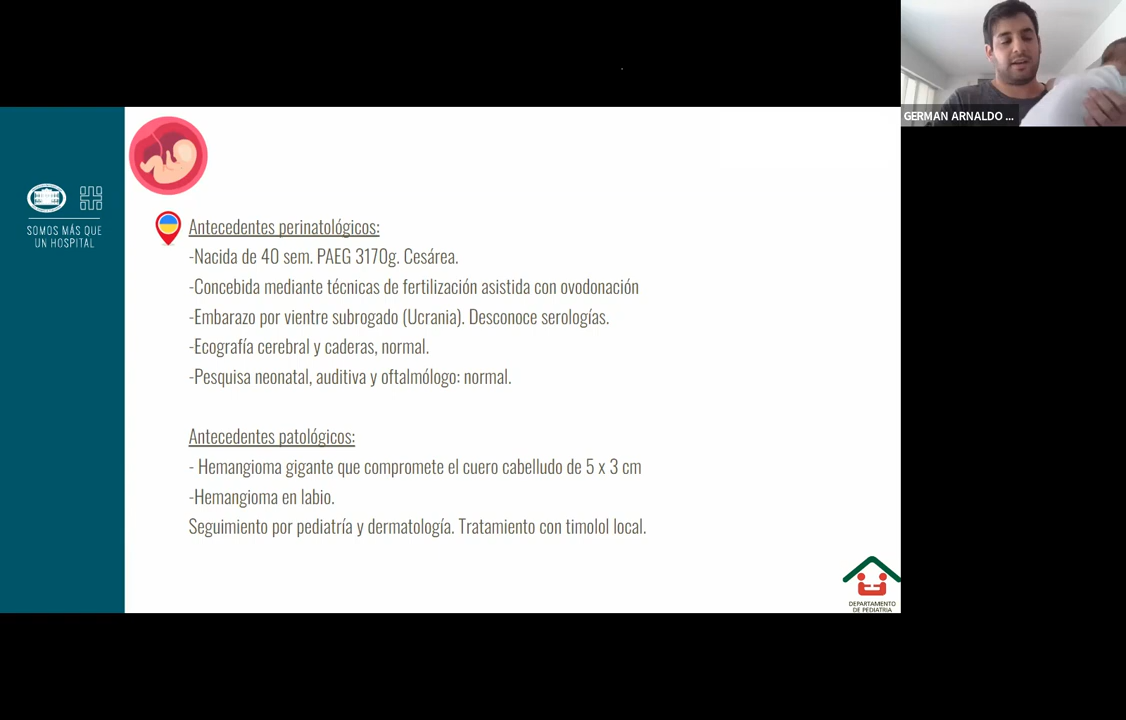 GERMAN ARNALDO ...
SOMOS MÁS QUE
UN HOSPITAL
Antecedentes perinatológicos:
-Nacida de 40 sem. PAEG 3170g. Cesárea.
-Concebida mediante técnicas de fertilización asistida con ovodonación
-Embarazo por vientre subrogado (Ucrania). Desconoce serologías.
-Ecografía cerebral y caderas, normal.
-Pesquisa neonatal, auditiva y oftalmólogo: normal.
Antecedentes patológicos:
- Hemangioma gigante que compromete el cuero cabelludo de 5 x 3 cm
-Hemangioma en labio.
Seguimiento por pediatría y dermatología. Tratamiento con timolol local.
DEPARTAMENTO
DE PEDIATRIA